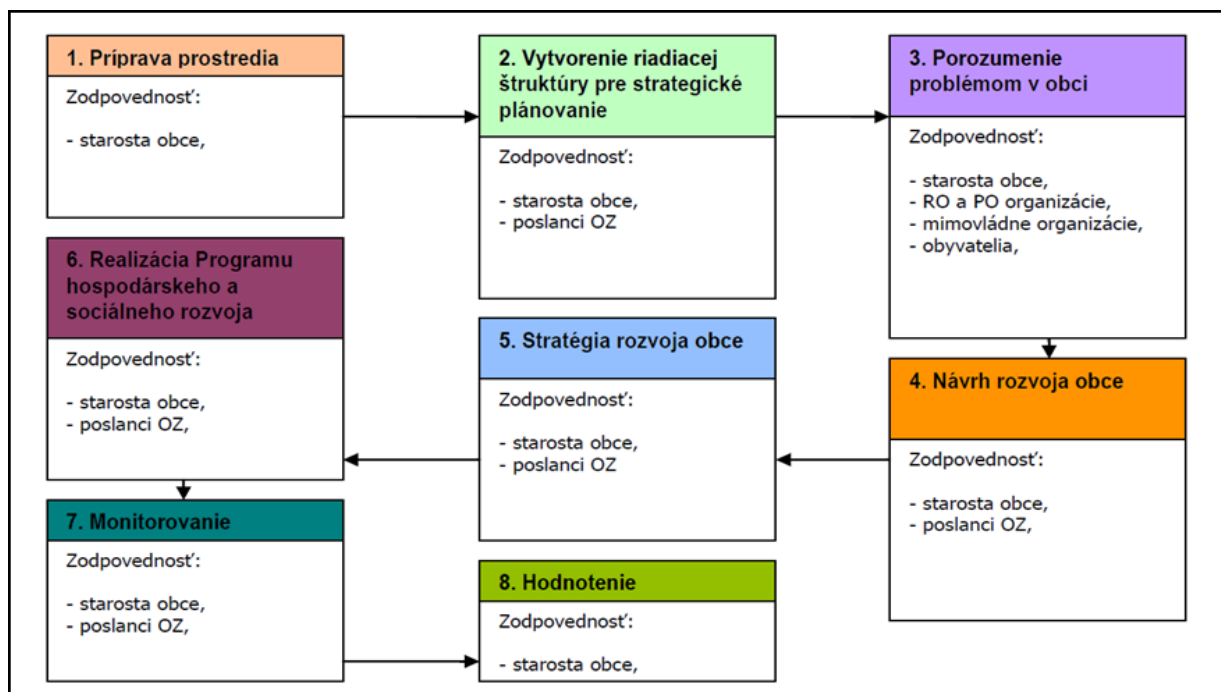 1. Príprava prostredia
Zodpovednosť:
- starosta obce,
2. Vytvorenie riadiacej
štruktúry pre strategické
plánovanie
Zodpovednosť:
- starosta obce,
- poslanci OZ
3. Porozumenie
problémom v obci
Zodpovednosť:
- starosta obce,
- RO a PO organizácie,
- mimovládne organizácie,
- obyvatelia,
4. Návrh rozvoja obce
Zodpovednosť:
- starosta obce,
- poslanci OZ,
5. Stratégia rozvoja obce
Zodpovednosť:
- starosta obce,
- poslanci OZ
6. Realizácia Programu
hospodárskeho a
sociálneho rozvoja
Zodpovednosť:
- starosta obce,
- poslanci OZ,
7. Monitorovanie
Zodpovednosť:
- starosta obce,
- poslanci OZ,
8. Hodnotenie
Zodpovednosť:
- starosta obce,